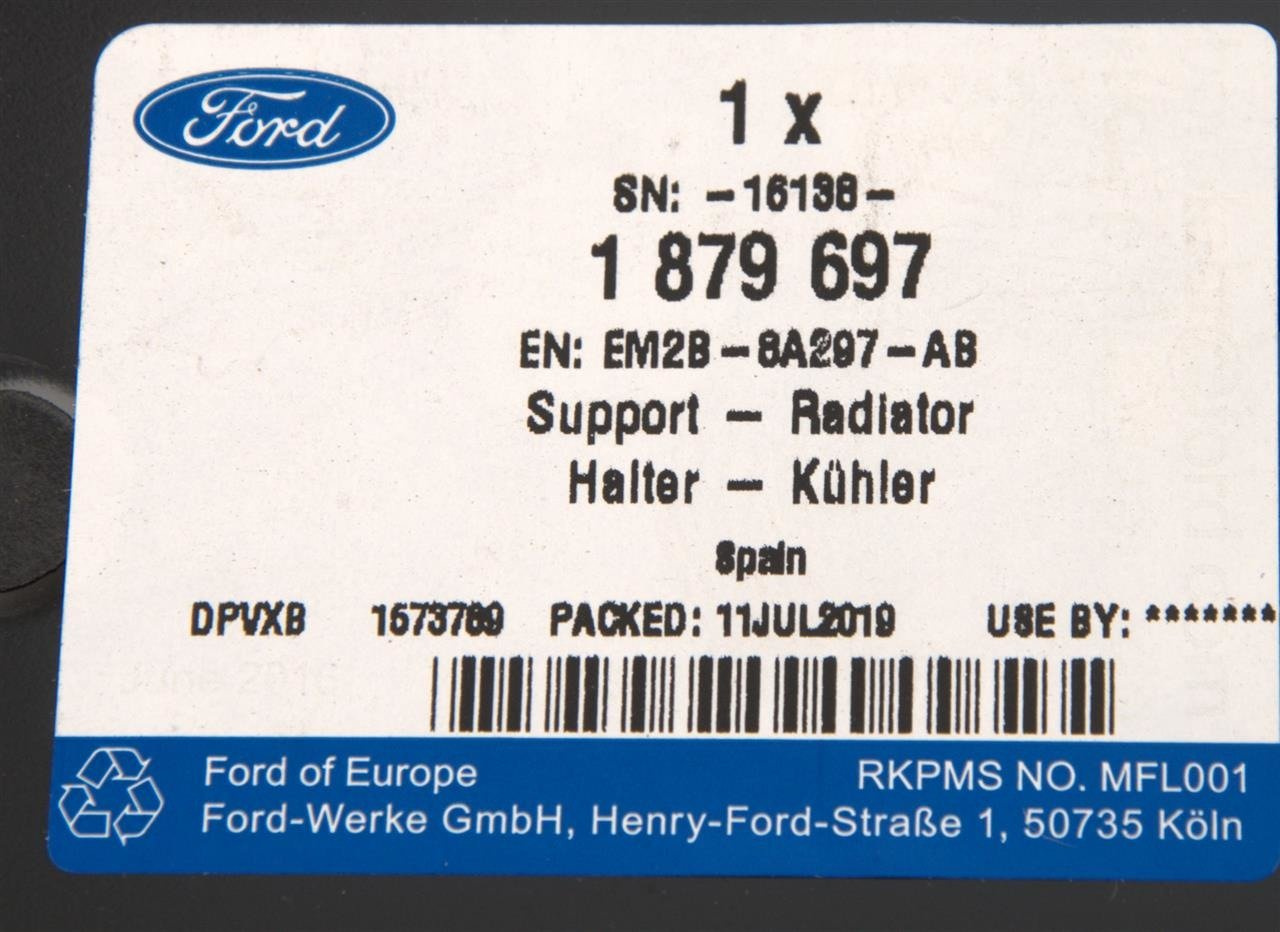 Ford
1 x
SN: -16138-
1 879 697
EN: EM2B-8A297-AB
Support - Radiator
Halter - Kühler
Spain
DPVXB 1573789 PACKED: 11JUL2019 USE BY: *******
Ford of Europe RKPMS NO. MFL001
Ford-Werke GmbH, Henry-Ford-Straße 1, 50735 Köln